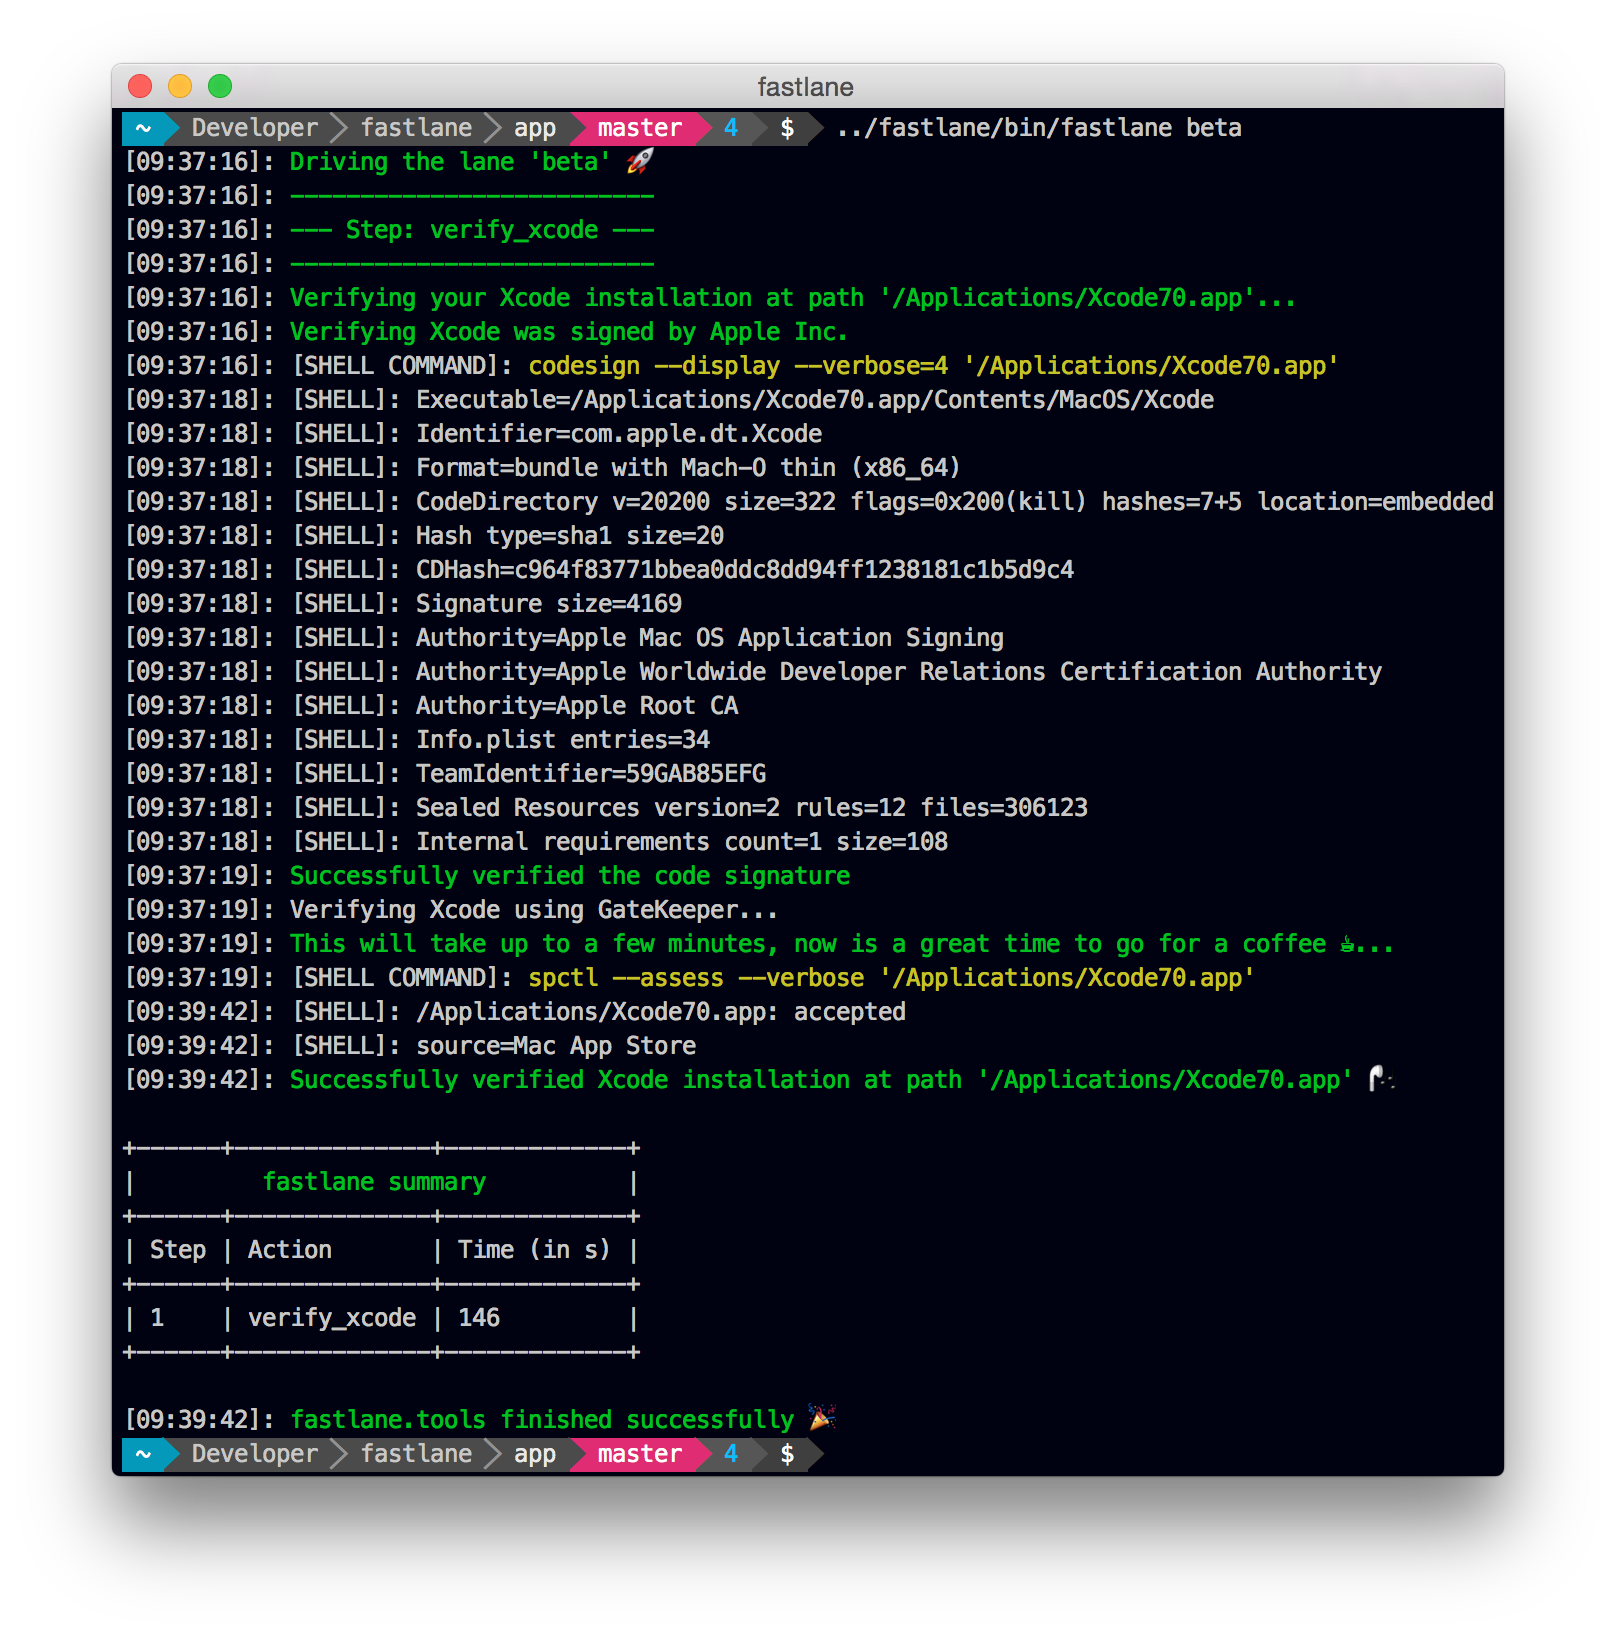 fastlane
~ Developer fastlane app master 4 $ ../fastlane/bin/fastlane beta
[09:37:16]: Driving the lane 'beta' 🚀
[09:37:16]: --------------------------
[09:37:16]: --- Step: verify_xcode ---
[09:37:16]: --------------------------
[09:37:16]: Verifying your Xcode installation at path '/Applications/Xcode70.app'...
[09:37:16]: Verifying Xcode was signed by Apple Inc.
[09:37:16]: [SHELL COMMAND]: codesign --display --verbose=4 '/Applications/Xcode70.app'
[09:37:18]: [SHELL]: Executable=/Applications/Xcode70.app/Contents/MacOS/Xcode
[09:37:18]: [SHELL]: Identifier=com.apple.dt.Xcode
[09:37:18]: [SHELL]: Format=bundle with Mach-O thin (x86_64)
[09:37:18]: [SHELL]: CodeDirectory v=20200 size=322 flags=0x200(kill) hashes=7+5 location=embedded
[09:37:18]: [SHELL]: Hash type=sha1 size=20
[09:37:18]: [SHELL]: CDHash=c964f83771bbea0ddc8dd94ff1238181c1b5d9c4
[09:37:18]: [SHELL]: Signature size=4169
[09:37:18]: [SHELL]: Authority=Apple Mac OS Application Signing
[09:37:18]: [SHELL]: Authority=Apple Worldwide Developer Relations Certification Authority
[09:37:18]: [SHELL]: Authority=Apple Root CA
[09:37:18]: [SHELL]: Info.plist entries=34
[09:37:18]: [SHELL]: TeamIdentifier=59GAB85EFG
[09:37:18]: [SHELL]: Sealed Resources version=2 rules=12 files=306123
[09:37:18]: [SHELL]: Internal requirements count=1 size=108
[09:37:19]: Successfully verified the code signature
[09:37:19]: Verifying Xcode using GateKeeper...
[09:37:19]: This will take up to a few minutes, now is a great time to go for a coffee ☕...
[09:37:19]: [SHELL COMMAND]: spctl --assess --verbose '/Applications/Xcode70.app'
[09:39:42]: [SHELL]: /Applications/Xcode70.app: accepted
[09:39:42]: [SHELL]: source=Mac App Store
[09:39:42]: Successfully verified Xcode installation at path '/Applications/Xcode70.app' 🎧
+------+--------------+-------------+
| fastlane summary |
+------+--------------+-------------+
| Step | Action | Time (in s) |
+------+--------------+-------------+
| 1 | verify_xcode | 146 |
+------+--------------+-------------+
[09:39:42]: fastlane.tools finished successfully 🎉
~ Developer fastlane app master 4 $